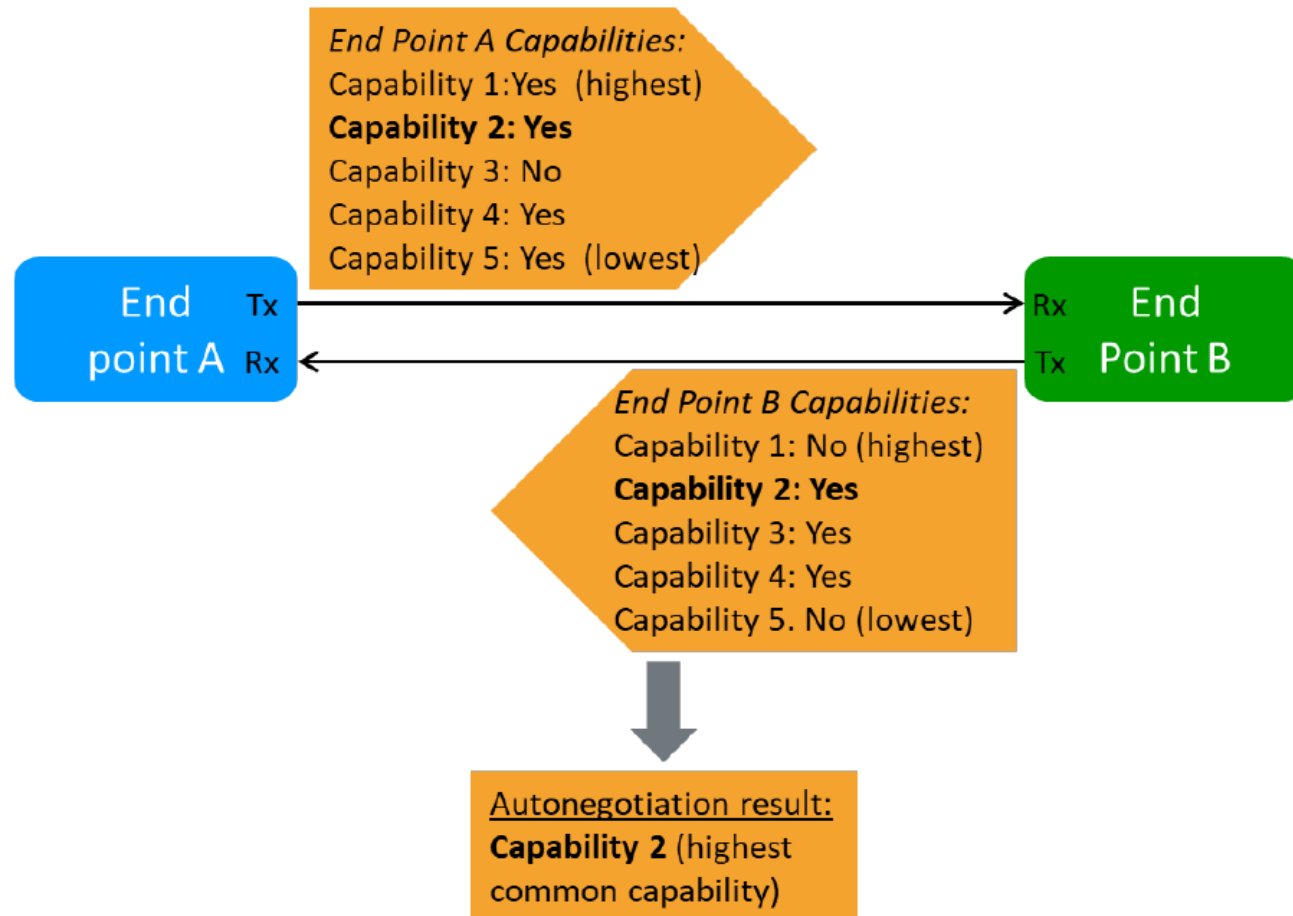 End Point A Capabilities:
Capability 1:Yes (highest)
Capability 2: Yes
Capability 3: No
Capability 4: Yes
Capability 5: Yes (lowest)
End
point A
Tx
Rx
Rx
Tx
End
Point B
End Point B Capabilities:
Capability 1: No (highest)
Capability 2: Yes
Capability 3: Yes
Capability 4: Yes
Capability 5. No (lowest)
Autonegotiation result:
Capability 2 (highest
common capability)